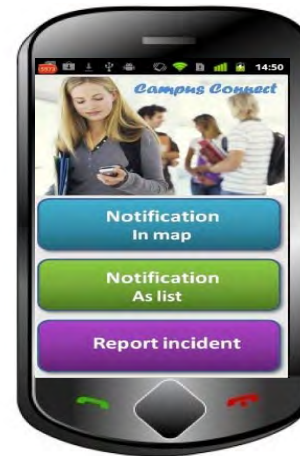 14:50
Campus Connect
Notification
In map
Notification
As list
Report incident